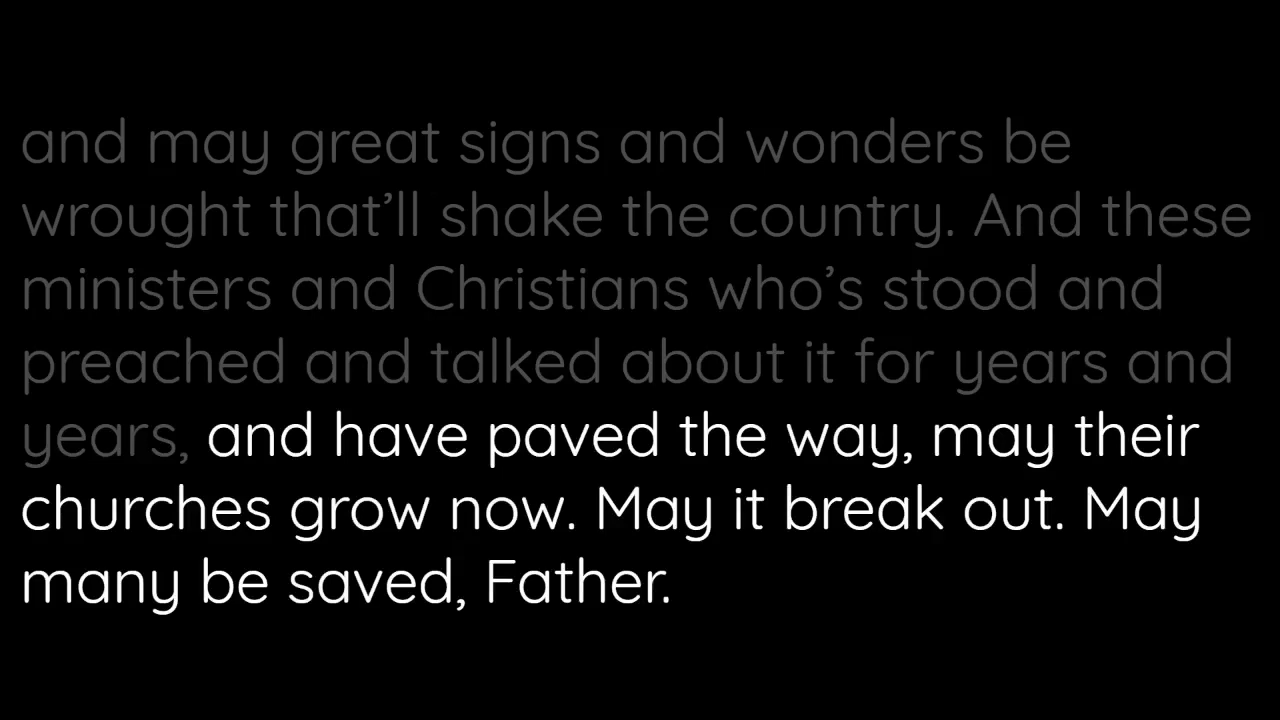 and may great signs and wonders be
wrought that’ll shake the country. And these
ministers and Christians who’s stood and
preached and talked about it for years and
years, and have paved the way, may their
churches grow now. May it break out. May
many be saved, Father.